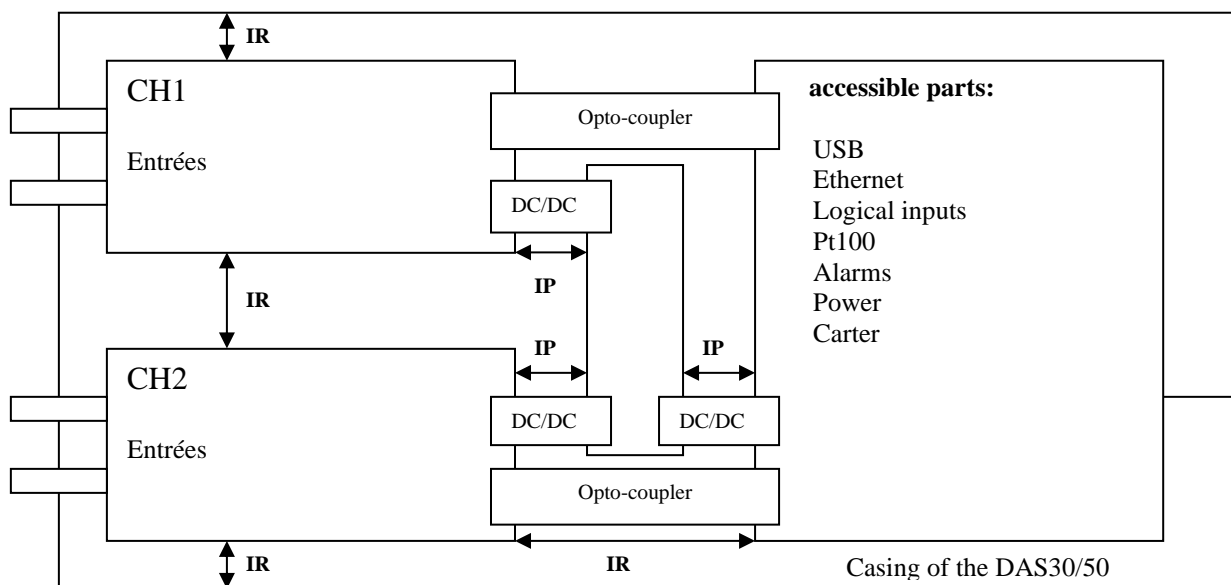 IR
CH1
Entrées
Opto-coupler
DC/DC
IP
IR
accessible parts:
USB
Ethernet
Logical inputs
Pt100
Alarms
Power
Carter
CH2
Entrées
IP
IP
DC/DC
DC/DC
Opto-coupler
IR
IR
Casing of the DAS30/50